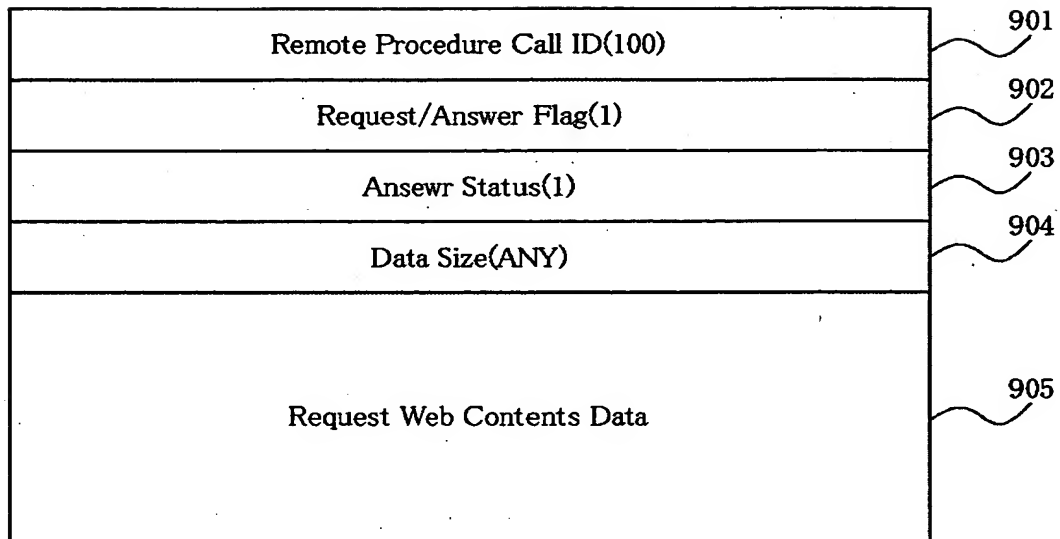 Remote Procedure Call ID(100)
901
Request/Answer Flag(1)
902
Ansewr Status(1)
903
Data Size(ANY)
904
Request Web Contents Data
905